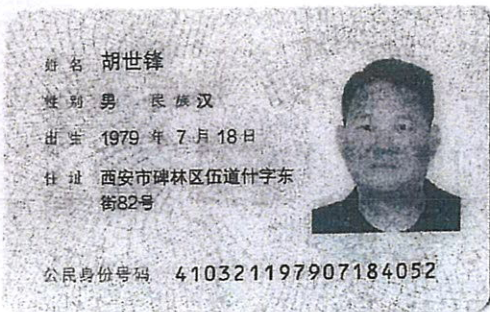 姓名 胡世锋
性别 男 民族 汉
出生 1979 年 7 月 18 日
住址 西安市碑林区伍道什字东
街82号
公民身份号码 410321197907184052